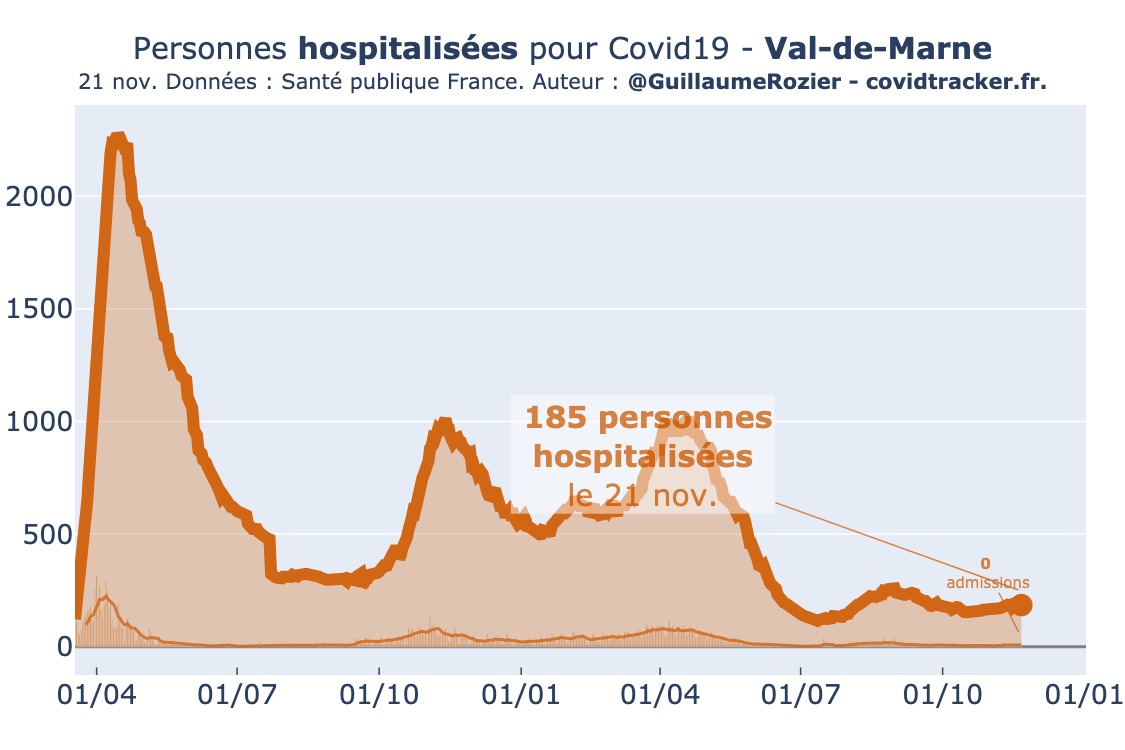 Personnes hospitalisées pour Covid19 - Val-de-Marne
21 nov. Données : Santé publique France. Auteur : @GuillaumeRozier - covidtracker.fr.
2000
1500
1000
500
0
185 personnes
hospitalisées
le 21 nov.
0
admissions
01/04
01/07
01/10
01/01
01/04
01/07
01/10
01/01